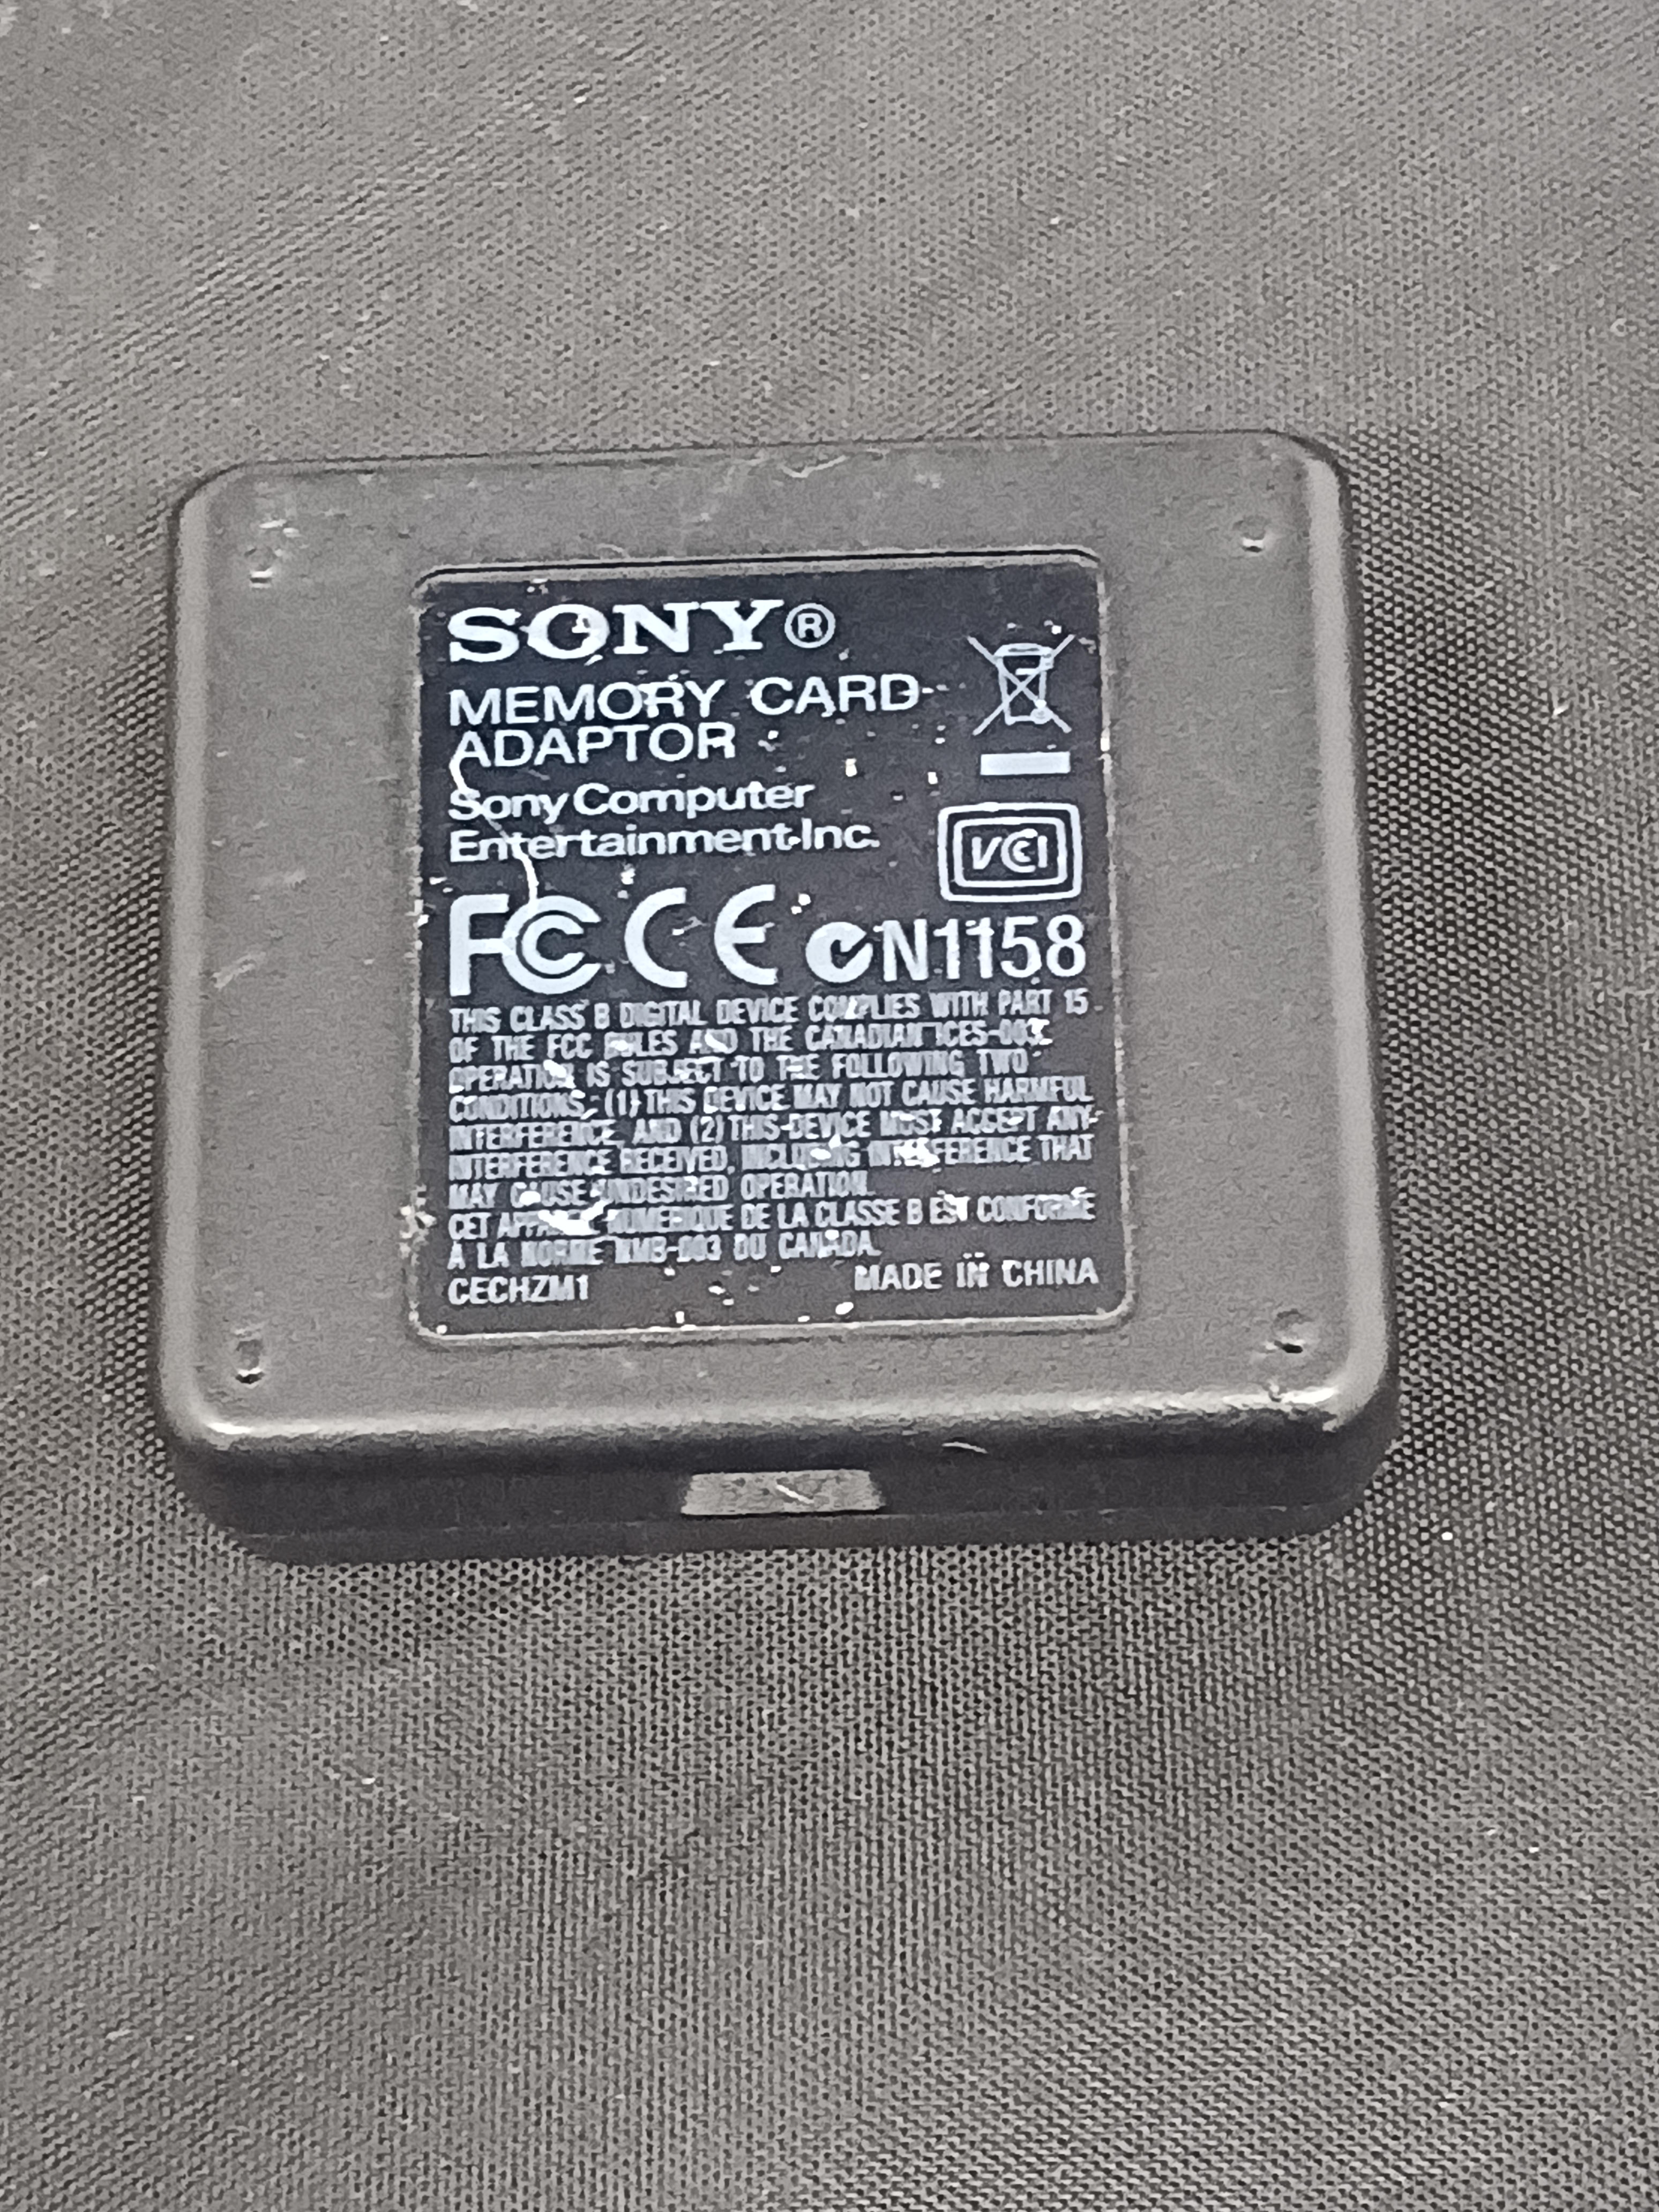 SONY®
MEMORY CARD
ADAPTOR
Sony Computer
Entertainment Inc.
VCI
FC CE N1158
THIS CLASS B DIGITAL DEVICE COMPLIES WITH PART 15
OF THE FCC RULES AND THE CANADIAN ICES-003.
OPERATION IS SUBJECT TO THE FOLLOWING TWO
CONDITIONS: (1) THIS DEVICE MAY NOT CAUSE HARMFUL
INTERFERENCE, AND (2) THIS DEVICE MUST ACCEPT ANY
INTERFERENCE RECEIVED, INCLUDING INTERFERENCE THAT
MAY CAUSE UNDESIRED OPERATION.
CET APPAREIL NUMERIQUE DE LA CLASSE B EST CONFORME
A LA NORME NMB-003 DU CANADA.
CECHZM1 MADE IN CHINA